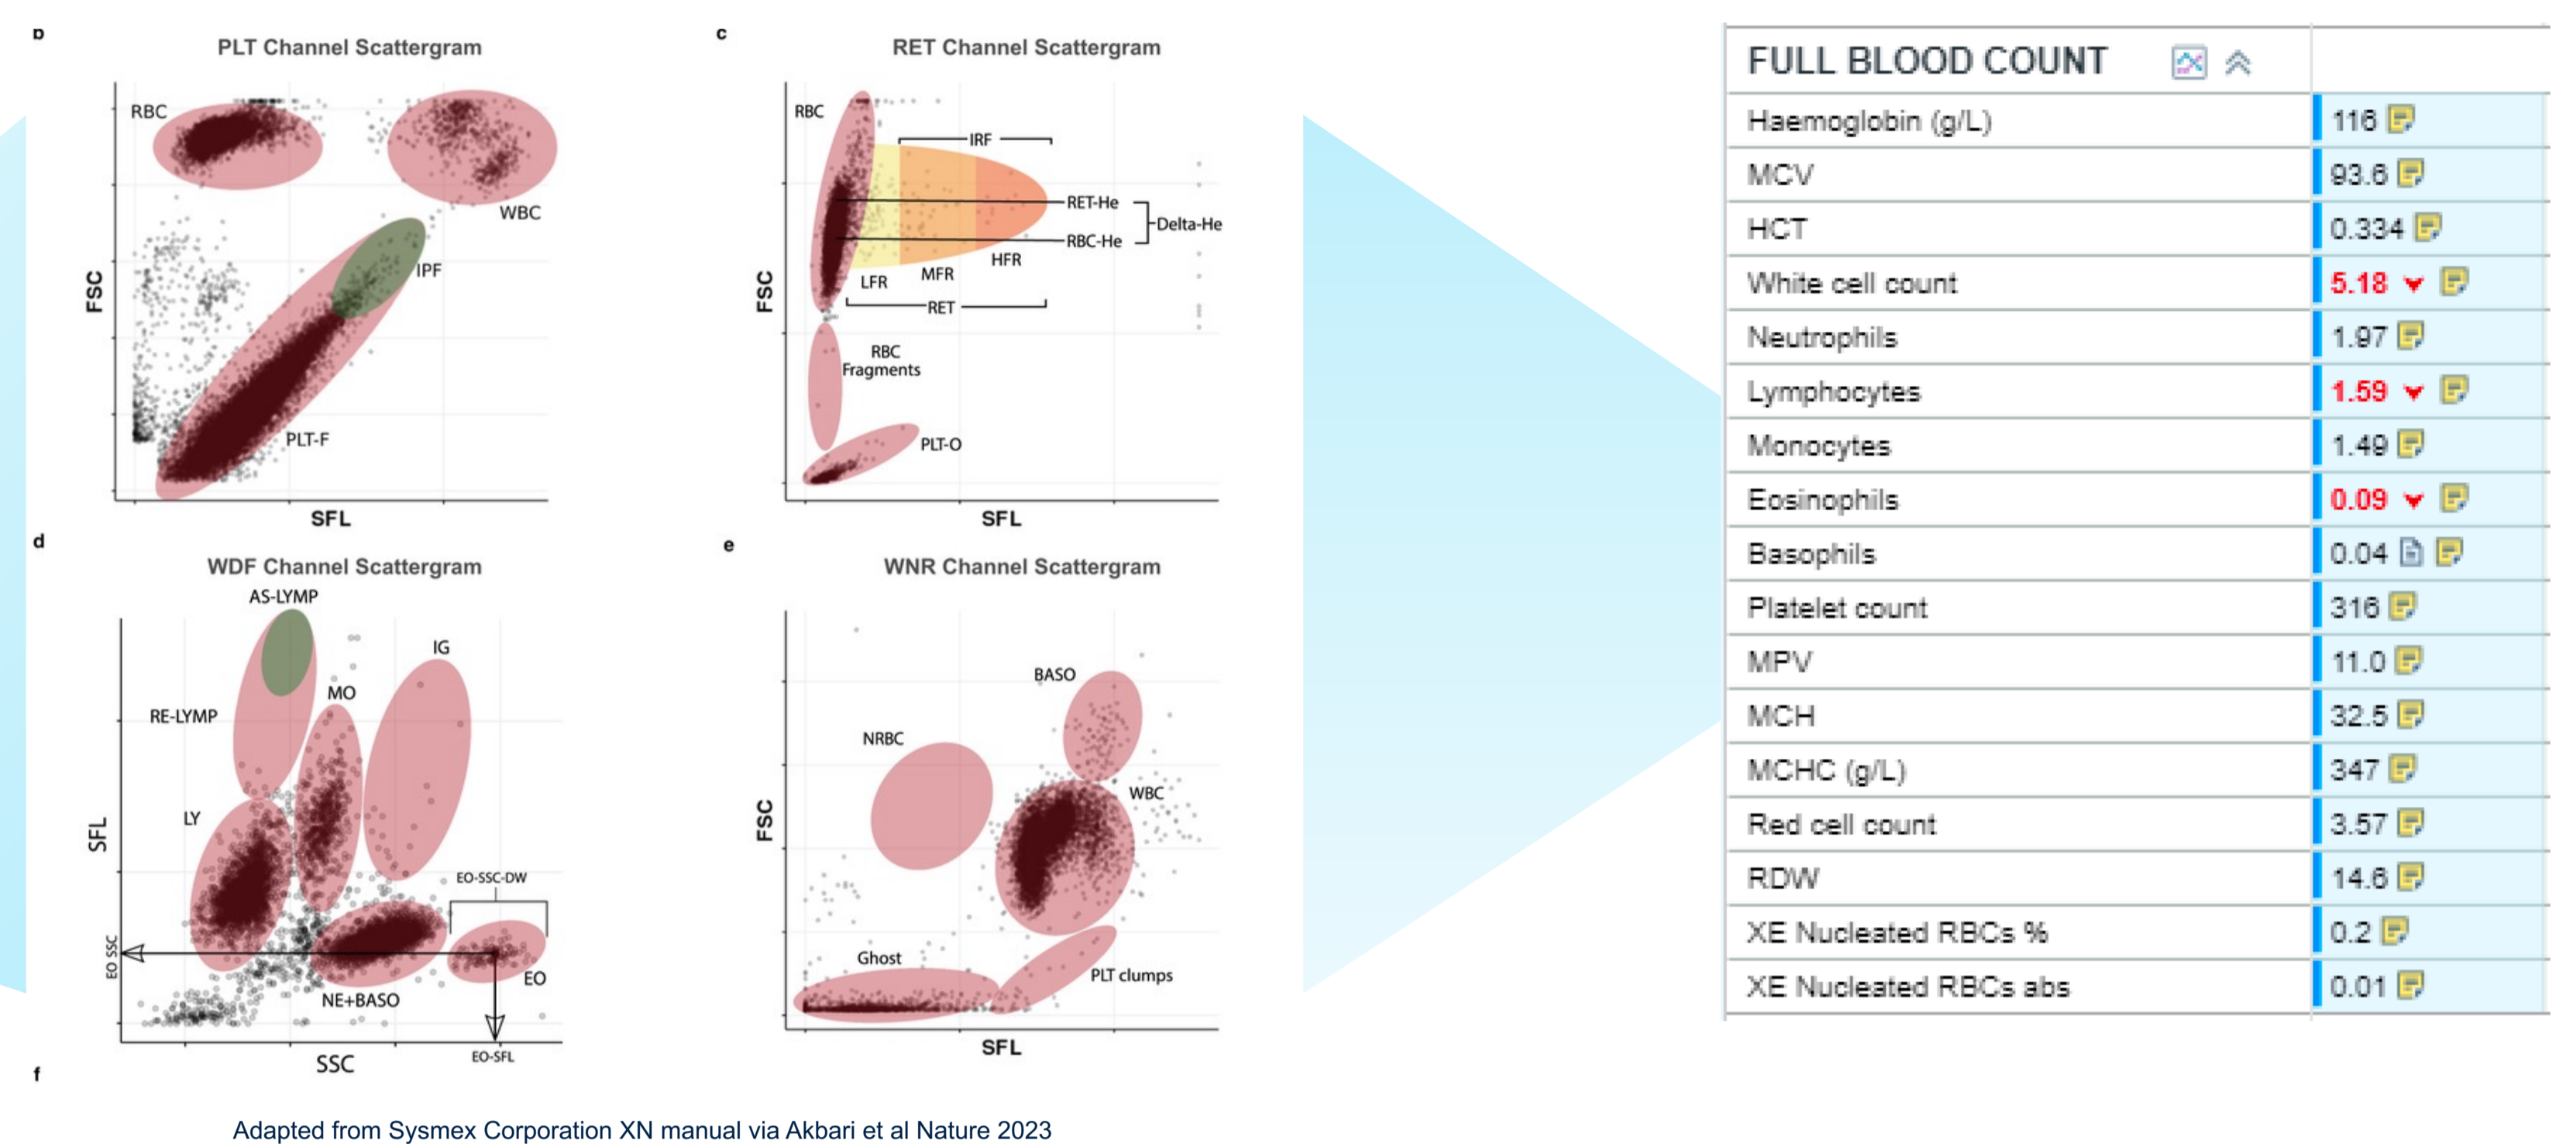 b
PLT Channel Scattergram
RBC
WBC
IPF
PLT-F
FSC
SFL
c
RET Channel Scattergram
RBC
IRF
RET-He
Delta-He
RBC-He
HFR
MFR
LFR
RET
RBC
Fragments
PLT-O
FSC
SFL
d
WDF Channel Scattergram
AS-LYMP
IG
MO
RE-LYMP
LY
SFL
EO-SSC-DW
EO SSC
EO
NE+BASO
EO-SFL
SSC
e
WNR Channel Scattergram
BASO
NRBC
WBC
FSC
Ghost
PLT clumps
SFL
f
Adapted from Sysmex Corporation XN manual via Akbari et al Nature 2023
FULL BLOOD COUNT
Haemoglobin (g/L) 116
MCV 93.6
HCT 0.334
White cell count 5.18
Neutrophils 1.97
Lymphocytes 1.59
Monocytes 1.49
Eosinophils 0.09
Basophils 0.04
Platelet count 316
MPV 11.0
MCH 32.5
MCHC (g/L) 347
Red cell count 3.57
RDW 14.6
XE Nucleated RBCs % 0.2
XE Nucleated RBCs abs 0.01